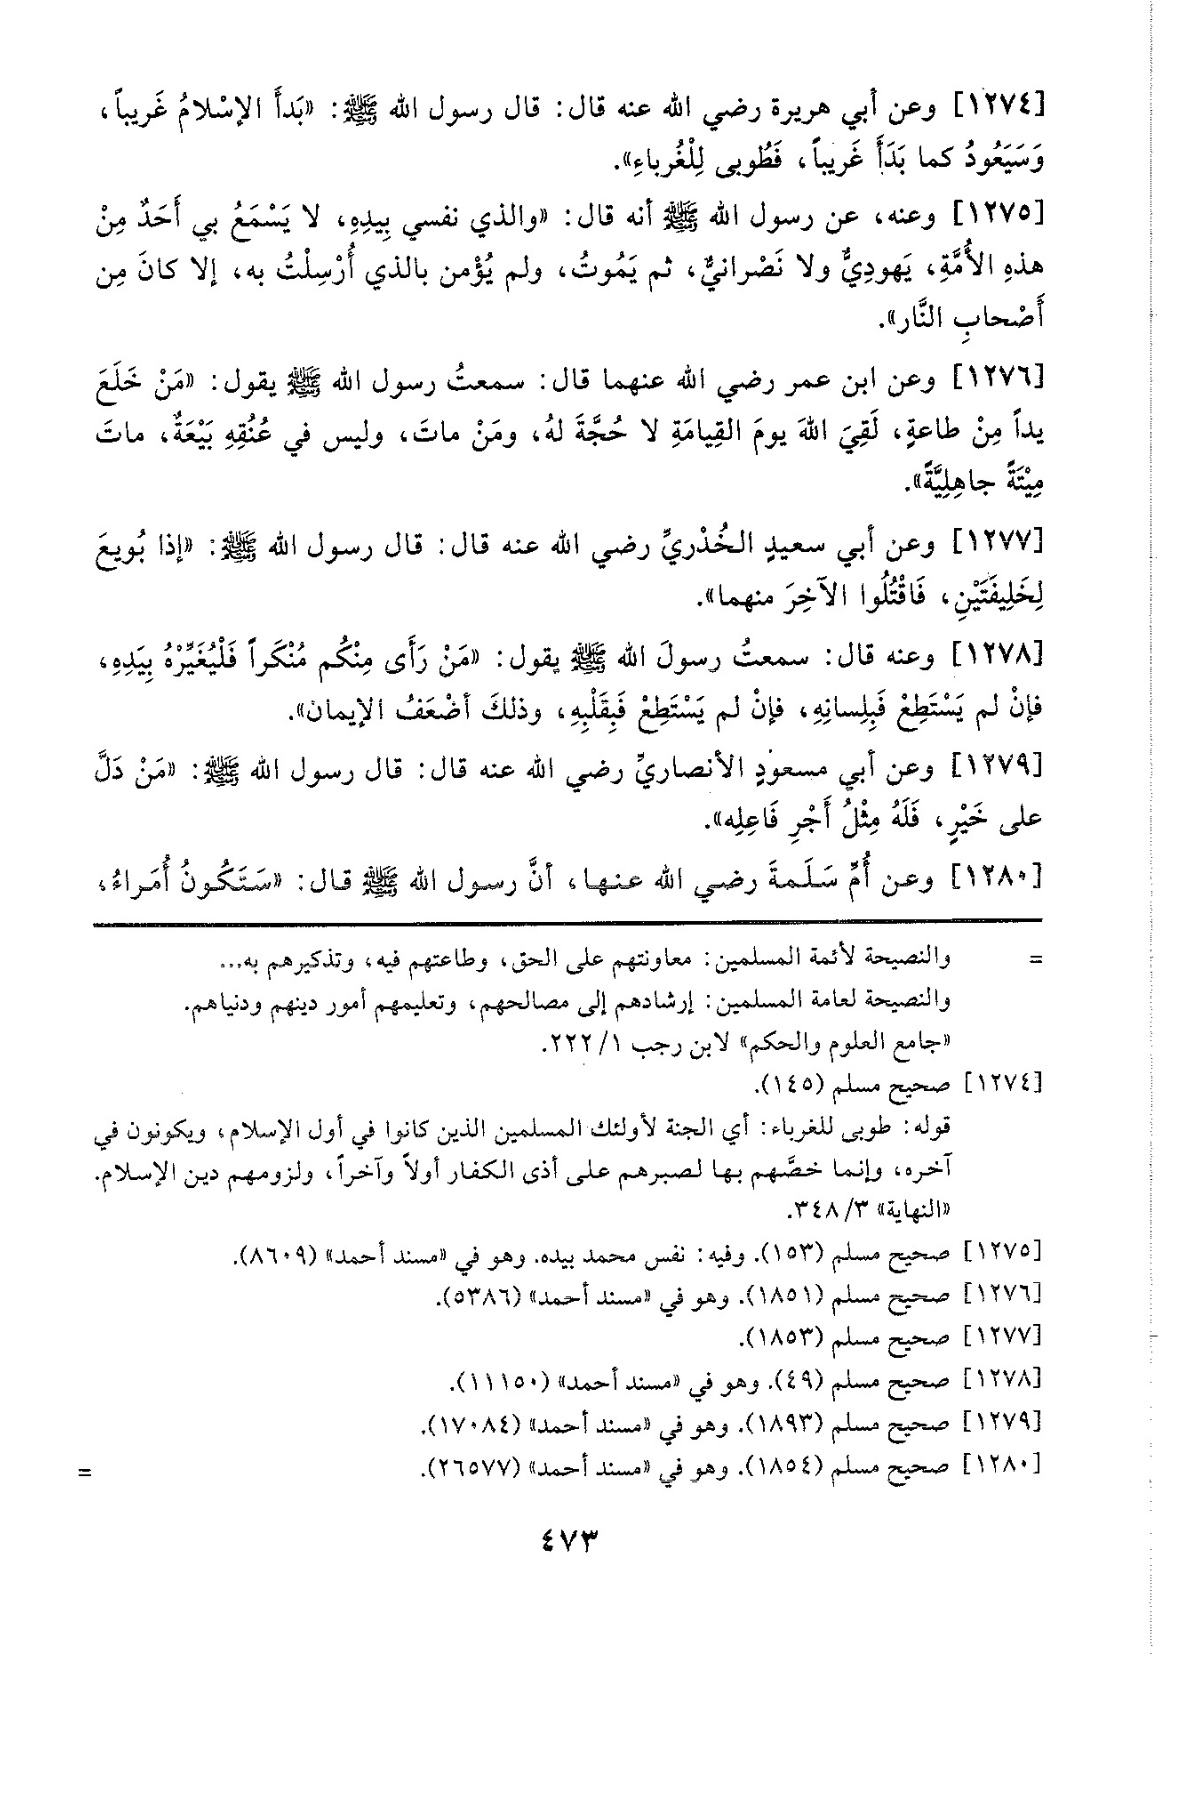 [١٢٧٤] وعن أبي هريرة رضي الله عنه قال: قال رسول الله ﷺ: «بَدأَ الإسْلامُ غَريباً،
وَسَيَعُودُ كما بَدَأَ غَريباً، فَطُوبى لِلْغُرباءِ».
[١٢٧٥] وعنه، عن رسول الله ﷺ أنه قال: «والذي نفسي بِيدِهِ، لا يَسْمَعُ بي أَحَدٌ مِنْ
هذهِ الأُمَّةِ، يَهودِيٌّ ولا نَصْرانيٌّ، ثم يَمُوتُ، ولم يُؤْمن بالذي أُرْسِلْتُ به، إلا كانَ مِن
أَصْحابِ النَّار».
[١٢٧٦] وعن ابن عمر رضي الله عنهما قال: سمعتُ رسول الله ﷺ يقول: «مَنْ خَلَعَ
يداً مِنْ طاعةٍ، لَقِيَ اللهَ يومَ القِيامَةِ لا حُجَّةَ لهُ، ومَنْ ماتَ، وليس في عُنُقِهِ بَيْعَةٌ، ماتَ
مِيْتَةً جاهِلِيَّةً».
[١٢٧٧] وعن أبي سعيدٍ الخُدْريِّ رضي الله عنه قال: قال رسول الله ﷺ: «إذا بُويعَ
لِخَلِيفَتَيْنِ، فَاقْتُلُوا الآخِرَ منهما».
[١٢٧٨] وعنه قال: سمعتُ رسولَ الله ﷺ يقول: «مَنْ رَأَى مِنْكُم مُنْكَراً فَلْيُغَيِّرْهُ بِيَدِهِ،
فإنْ لم يَسْتَطِعْ فَبِلِسانِهِ، فإنْ لم يَسْتَطِعْ فَبِقَلْبِهِ، وذلكَ أضْعَفُ الإيمان».
[١٢٧٩] وعن أبي مسعودٍ الأنصاريِّ رضي الله عنه قال: قال رسول الله ﷺ: «مَنْ دَلَّ
على خَيْرٍ، فَلَهُ مِثْلُ أَجْرِ فَاعِلِه».
[١٢٨٠] وعن أُمِّ سَلَمةَ رضي الله عنها، أنَّ رسول الله ﷺ قال: «سَتَكُونُ أُمَراءُ،
= والنصيحة لأئمة المسلمين: معاونتهم على الحق، وطاعتهم فيه، وتذكيرهم به...
والنصيحة لعامة المسلمين: إرشادهم إلى مصالحهم، وتعليمهم أمور دينهم ودنياهم.
«جامع العلوم والحكم» لابن رجب ١/ ٢٢٢.
[١٢٧٤] صحيح مسلم (١٤٥).
قوله: طوبى للغرباء: أي الجنة لأولئك المسلمين الذين كانوا في أول الإسلام، ويكونون في
آخره، وإنما خصَّهم بها لصبرهم على أذى الكفار أولاً وآخراً، ولزومهم دين الإسلام.
«النهاية» ٣/ ٣٤٨.
[١٢٧٥] صحيح مسلم (١٥٣). وفيه: نفس محمد بيده. وهو في «مسند أحمد» (٨٦٠٩).
[١٢٧٦] صحيح مسلم (١٨٥١). وهو في «مسند أحمد» (٥٣٨٦).
[١٢٧٧] صحيح مسلم (١٨٥٣).
[١٢٧٨] صحيح مسلم (٤٩). وهو في «مسند أحمد» (١١١٥٠).
[١٢٧٩] صحيح مسلم (١٨٩٣). وهو في «مسند أحمد» (١٧٠٨٤).
[١٢٨٠] صحيح مسلم (١٨٥٤). وهو في «مسند أحمد» (٢٦٥٧٧). =
٤٧٣